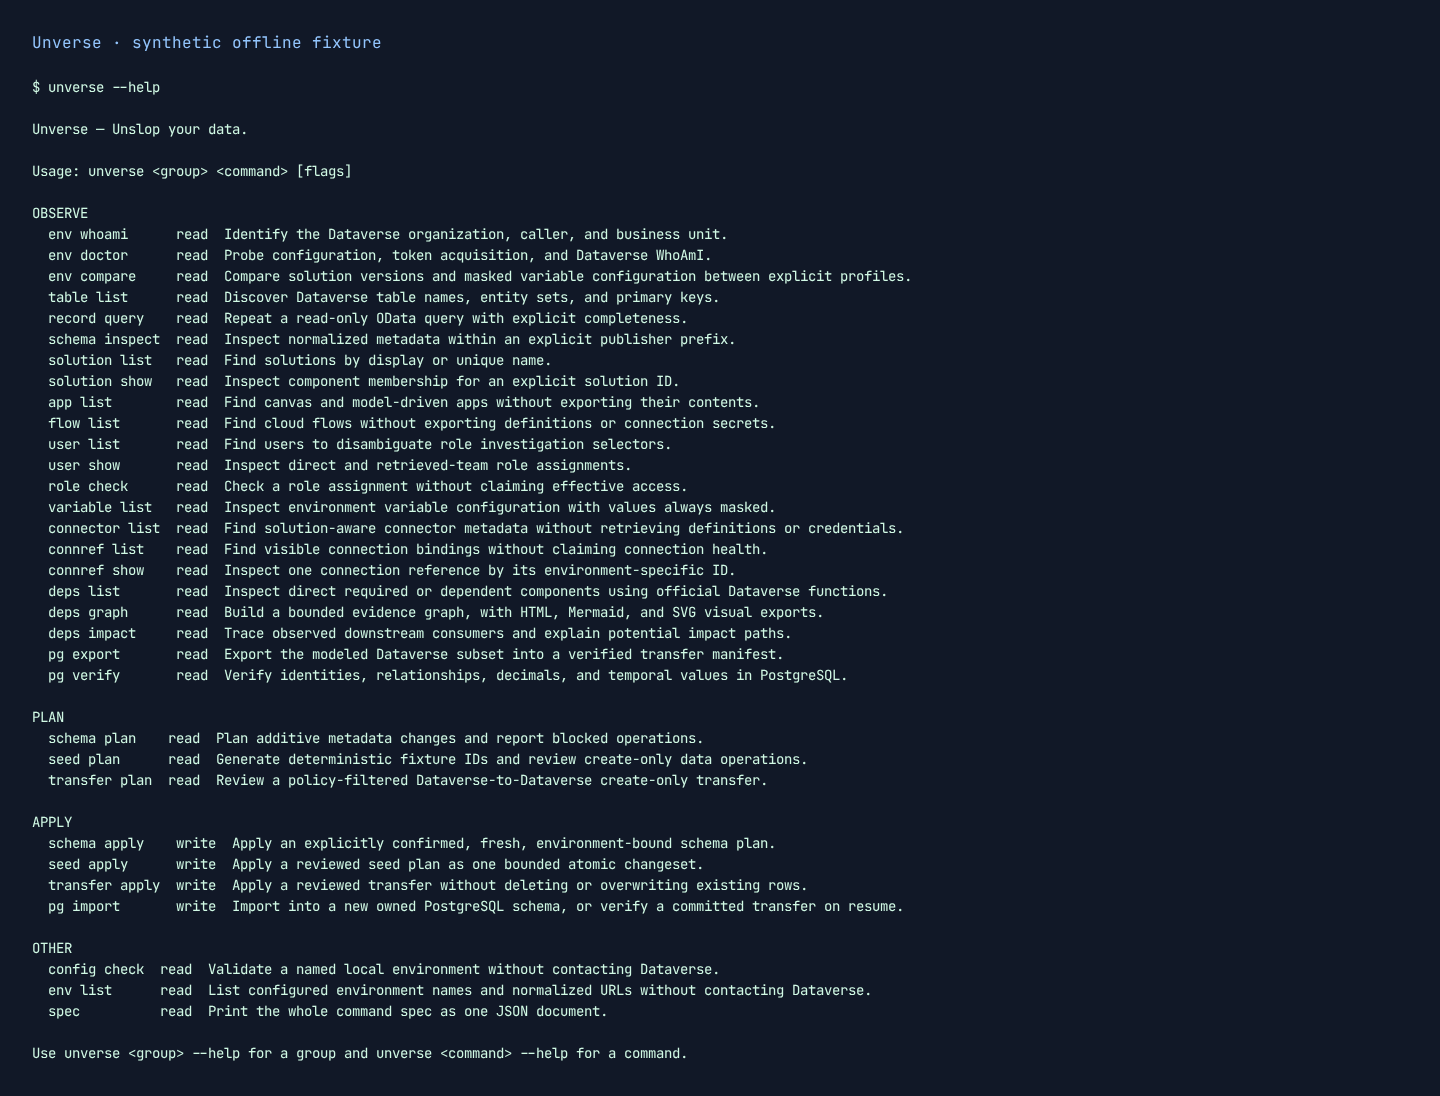 Unverse · synthetic offline fixture
$ unverse --help
Unverse — Unslop your data.
Usage: unverse <group> <command> [flags]
OBSERVE
env whoami read Identify the Dataverse organization, caller, and business unit.
env doctor read Probe configuration, token acquisition, and Dataverse WhoAmI.
env compare read Compare solution versions and masked variable configuration between explicit profiles.
table list read Discover Dataverse table names, entity sets, and primary keys.
record query read Repeat a read-only OData query with explicit completeness.
schema inspect read Inspect normalized metadata within an explicit publisher prefix.
solution list read Find solutions by display or unique name.
solution show read Inspect component membership for an explicit solution ID.
app list read Find canvas and model-driven apps without exporting their contents.
flow list read Find cloud flows without exporting definitions or connection secrets.
user list read Find users to disambiguate role investigation selectors.
user show read Inspect direct and retrieved-team role assignments.
role check read Check a role assignment without claiming effective access.
variable list read Inspect environment variable configuration with values always masked.
connector list read Find solution-aware connector metadata without retrieving definitions or credentials.
connref list read Find visible connection bindings without claiming connection health.
connref show read Inspect one connection reference by its environment-specific ID.
deps list read Inspect direct required or dependent components using official Dataverse functions.
deps graph read Build a bounded evidence graph, with HTML, Mermaid, and SVG visual exports.
deps impact read Trace observed downstream consumers and explain potential impact paths.
pg export read Export the modeled Dataverse subset into a verified transfer manifest.
pg verify read Verify identities, relationships, decimals, and temporal values in PostgreSQL.
PLAN
schema plan read Plan additive metadata changes and report blocked operations.
seed plan read Generate deterministic fixture IDs and review create-only data operations.
transfer plan read Review a policy-filtered Dataverse-to-Dataverse create-only transfer.
APPLY
schema apply write Apply an explicitly confirmed, fresh, environment-bound schema plan.
seed apply write Apply a reviewed seed plan as one bounded atomic changeset.
transfer apply write Apply a reviewed transfer without deleting or overwriting existing rows.
pg import write Import into a new owned PostgreSQL schema, or verify a committed transfer on resume.
OTHER
config check read Validate a named local environment without contacting Dataverse.
env list read List configured environment names and normalized URLs without contacting Dataverse.
spec read Print the whole command spec as one JSON document.
Use unverse <group> --help for a group and unverse <command> --help for a command.